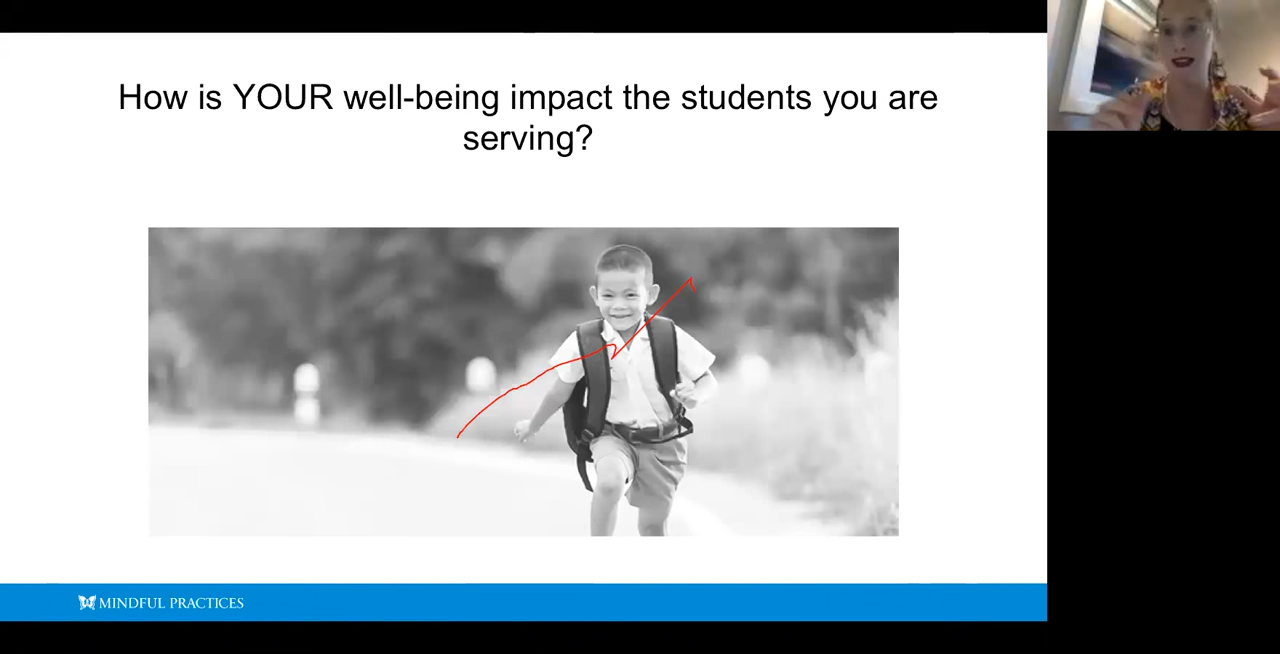 How is YOUR well-being impact the students you are
serving?
MINDFUL PRACTICES